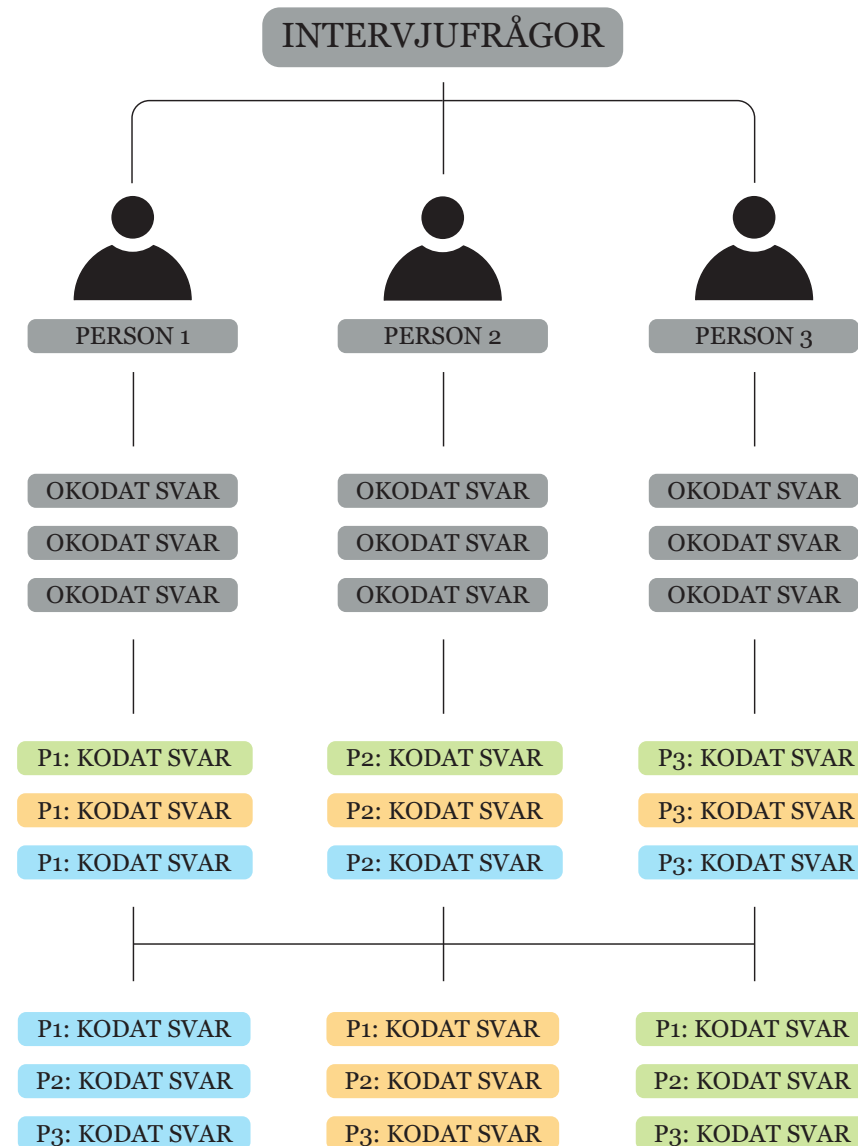 INTERVJUFRÅGOR
PERSON 1 PERSON 2 PERSON 3
OKODAT SVAR OKODAT SVAR OKODAT SVAR
OKODAT SVAR OKODAT SVAR OKODAT SVAR
OKODAT SVAR OKODAT SVAR OKODAT SVAR
P1: KODAT SVAR P2: KODAT SVAR P3: KODAT SVAR
P1: KODAT SVAR P2: KODAT SVAR P3: KODAT SVAR
P1: KODAT SVAR P2: KODAT SVAR P3: KODAT SVAR
P1: KODAT SVAR P1: KODAT SVAR P1: KODAT SVAR
P2: KODAT SVAR P2: KODAT SVAR P2: KODAT SVAR
P3: KODAT SVAR P3: KODAT SVAR P3: KODAT SVAR